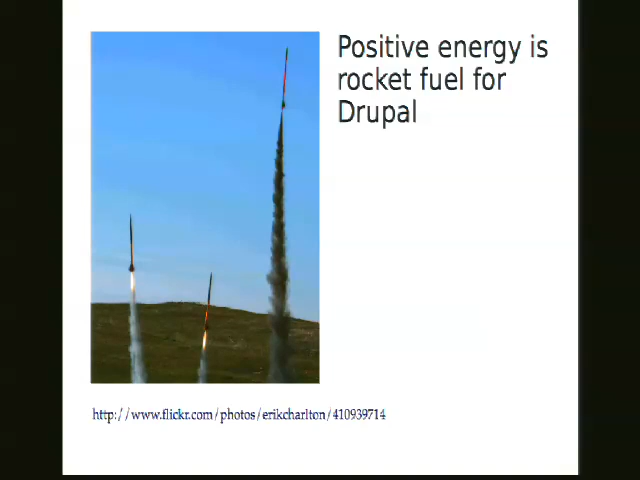 Positive energy is
rocket fuel for
Drupal
http://www.flickr.com/photos/erikcharlton/410939714